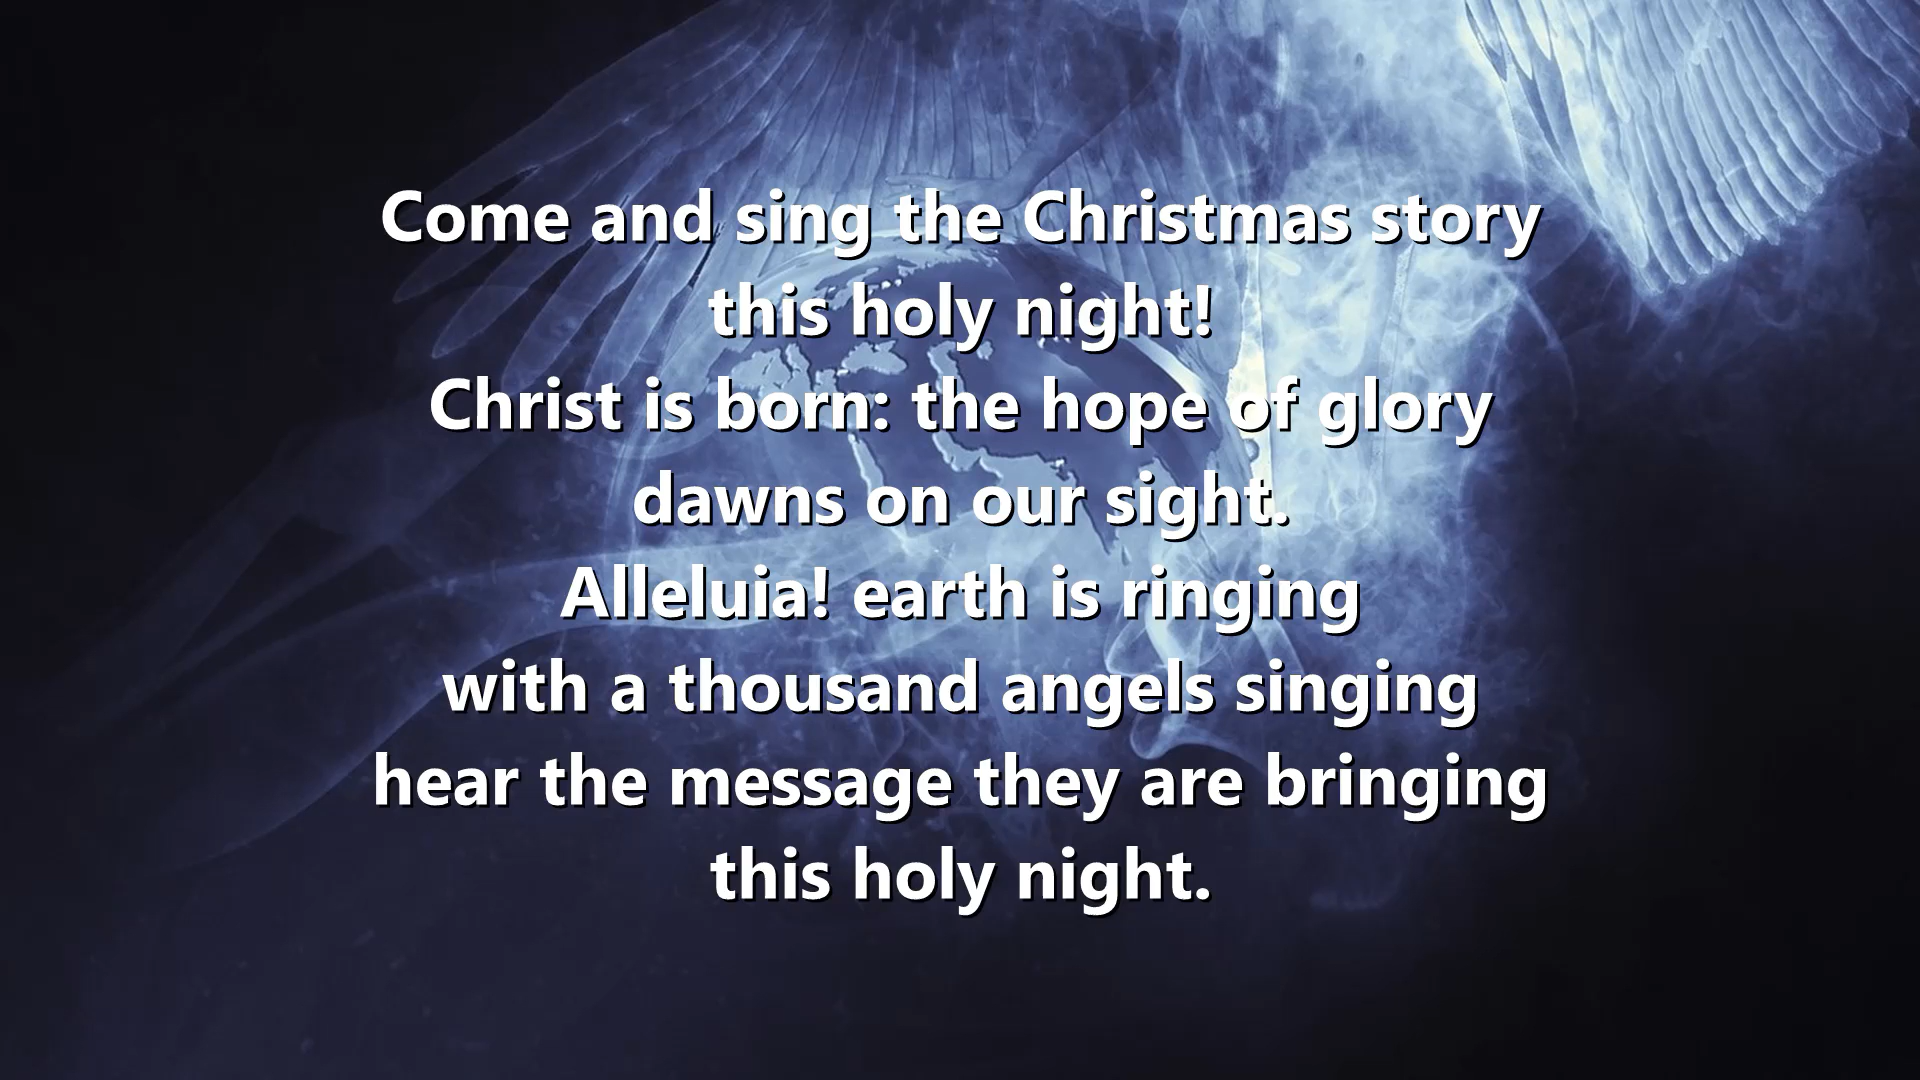 Come and sing the Christmas story
this holy night!
Christ is born: the hope of glory
dawns on our sight.
Alleluia! earth is ringing
with a thousand angels singing
hear the message they are bringing
this holy night.